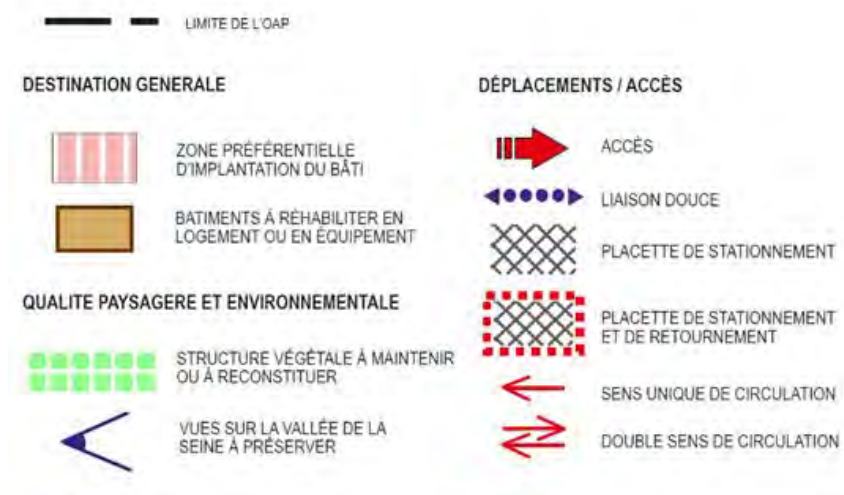 LIMITE DE L'OAP
DESTINATION GENERALE
ZONE PRÉFÉRENTIELLE
D'IMPLANTATION DU BÂTI
BATIMENTS À RÉHABILITER EN
LOGEMENT OU EN ÉQUIPEMENT
QUALITE PAYSAGERE ET ENVIRONNEMENTALE
STRUCTURE VÉGÉTALE À MAINTENIR
OU À RECONSTITUER
VUES SUR LA VALLÉE DE LA
SEINE À PRÉSERVER
DÉPLACEMENTS / ACCÈS
ACCÈS
LIAISON DOUCE
PLACETTE DE STATIONNEMENT
PLACETTE DE STATIONNEMENT
ET DE RETOURNEMENT
SENS UNIQUE DE CIRCULATION
DOUBLE SENS DE CIRCULATION